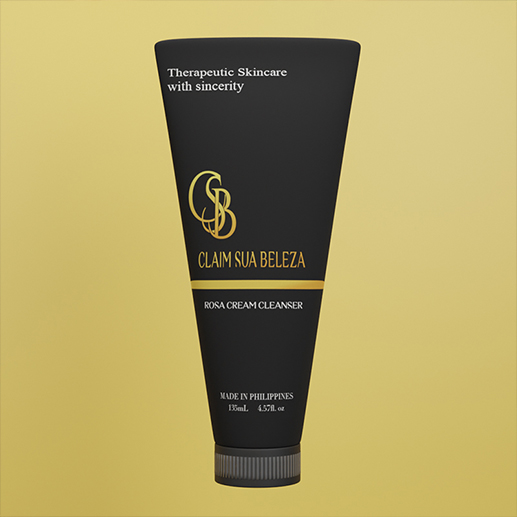 Therapeutic Skincare
with sincerity
CSB
CLAIM SUA BELEZA
ROSA CREAM CLEANSER
MADE IN PHILIPPINES
135mL 4.57fl. oz